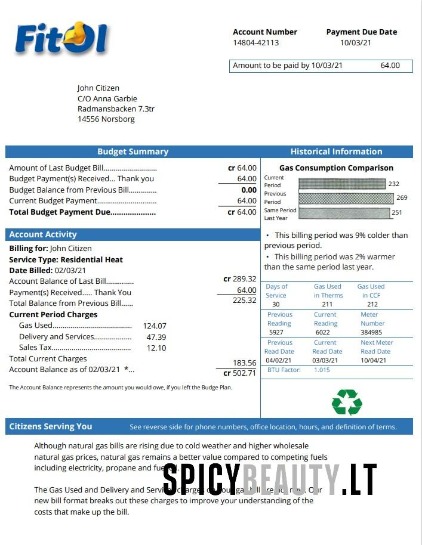 Fitol
Account Number Payment Due Date
14804-42113 10/03/21
Amount to be paid by 10/03/21 64.00
John Citizen
C/O Anna Garbie
Radmansbacken 7.3tr
14556 Norsborg
Budget Summary
Amount of Last Budget Bill........................ cr 64.00
Budget Payment(s) Received... Thank you 64.00
Budget Balance from Previous Bill............. 0.00
Current Budget Payment.......................... 64.00
Total Budget Payment Due...................... cr 64.00
Historical Information
Gas Consumption Comparison
Current
Period 232
Previous
Period 269
Same Period
Last Year 251
• This billing period was 9% colder than
previous period.
• This billing period was 2% warmer
than the same period last year.
Account Activity
Billing for: John Citizen
Service Type: Residential Heat
Date Billed: 02/03/21
Account Balance of Last Bill.................... cr 289.32
Payment(s) Received..... Thank You 64.00
Total Balance from Previous Bill...... 225.32
Current Period Charges
Gas Used............................................. 124.07
Delivery and Services..................... 47.39
Sales Tax............................................. 12.10
Total Current Charges 183.56
Account Balance as of 02/03/21 *... cr 502.71
The Account Balance represents the amount you would owe, if you left the Budge Plan.
Days of Gas Used Gas Used
Service in Therms in CCF
30 211 212
Previous Current Meter
Reading Reading Number
5927 6022 384985
Previous Current Next Meter
Read Date Read Date Read Date
04/02/21 03/03/21 10/04/21
BTU Factor: 1.015
Citizens Serving You See reverse side for phone numbers, office location, hours, and definition of terms.
Although natural gas bills are rising due to cold weather and higher wholesale
natural gas prices, natural gas remains a better value compared to competing fuels
including electricity, propane and fuel
SPICYBEAUTY.LT
The Gas Used and Delivery and Service charges on your gas bill are not new. Our
new bill format breaks out these charges to improve your understanding of the
costs that make up the bill.